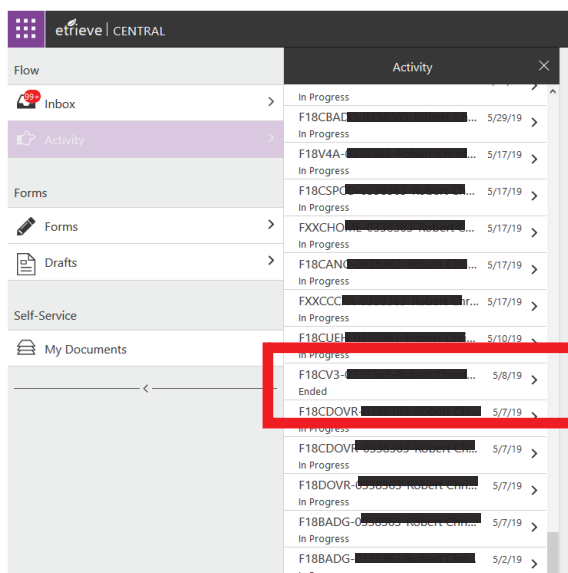 etrieve | CENTRAL
Flow
Activity
99+
Inbox
In Progress
F18CBAD ... 5/29/19
In Progress
Activity
F18V4A- ... 5/17/19
In Progress
Forms
F18CSPC ... 5/17/19
In Progress
Forms
FXXCHO ... 5/17/19
In Progress
Drafts
F18CANC ... 5/17/19
In Progress
FXXCCC ... 5/17/19
In Progress
Self-Service
F18CUEH ... 5/10/19
In Progress
My Documents
F18CV3- ... 5/8/19
Ended
F18CDOVR- 5/7/19
In Progress
F18CDOVR ... 5/7/19
In Progress
F18DOVR- ... 5/7/19
In Progress
F18BADG-0 ... 5/7/19
In Progress
F18BADG- ... 5/2/19